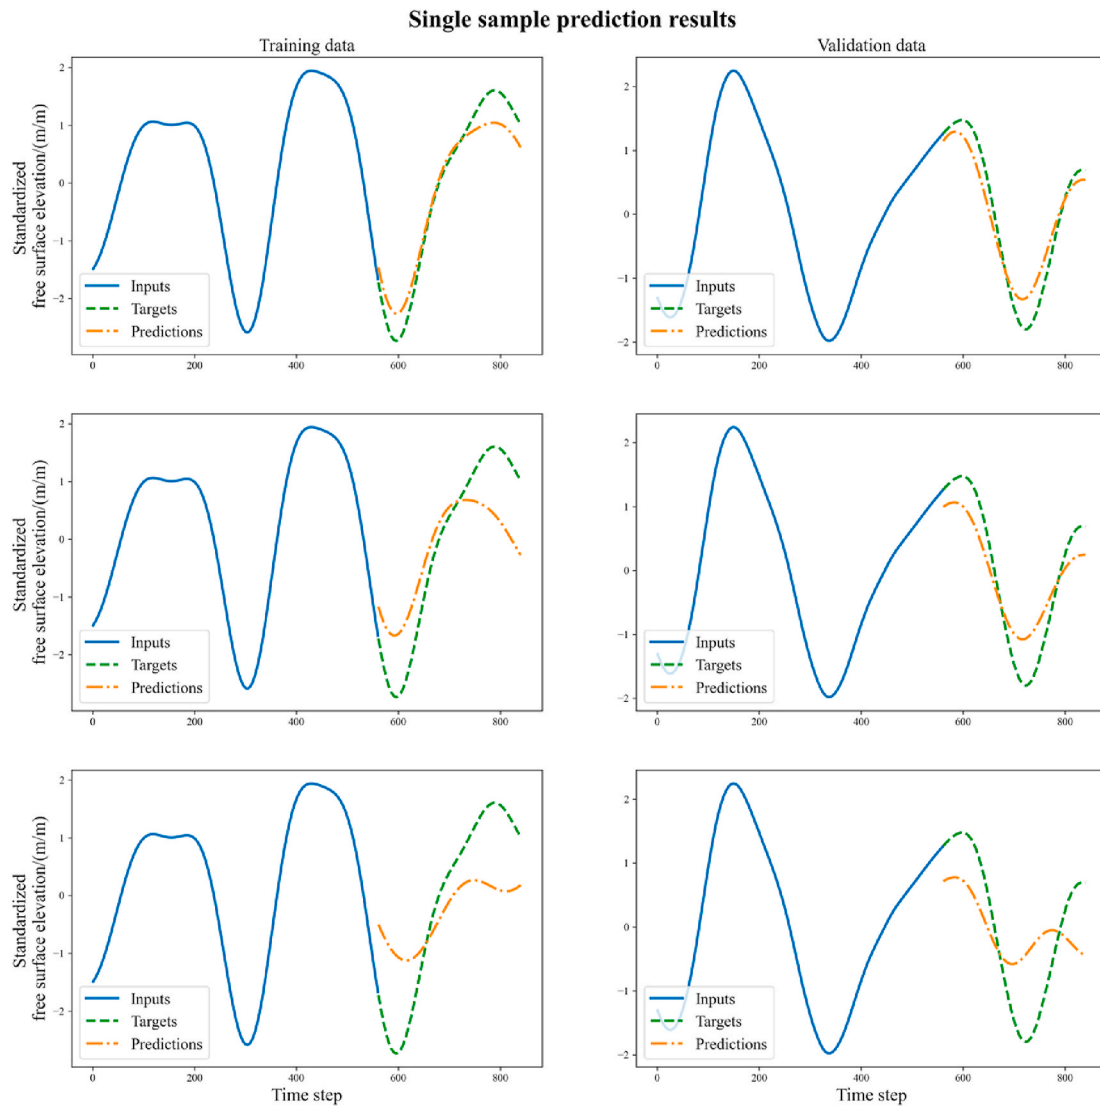 Single sample prediction results
Training data
Validation data
Standardized
free surface elevation/(m/m)
2
1
0
−1
−2
Inputs
Targets
Predictions
0
200
400
600
800
2
1
0
−1
−2
Inputs
Targets
Predictions
0
200
400
600
800
Standardized
free surface elevation/(m/m)
2
1
0
−1
−2
Inputs
Targets
Predictions
0
200
400
600
800
2
1
0
−1
−2
Inputs
Targets
Predictions
0
200
400
600
800
Standardized
free surface elevation/(m/m)
2
1
0
−1
−2
Inputs
Targets
Predictions
0
200
400
600
800
Time step
2
1
0
−1
−2
Inputs
Targets
Predictions
0
200
400
600
800
Time step